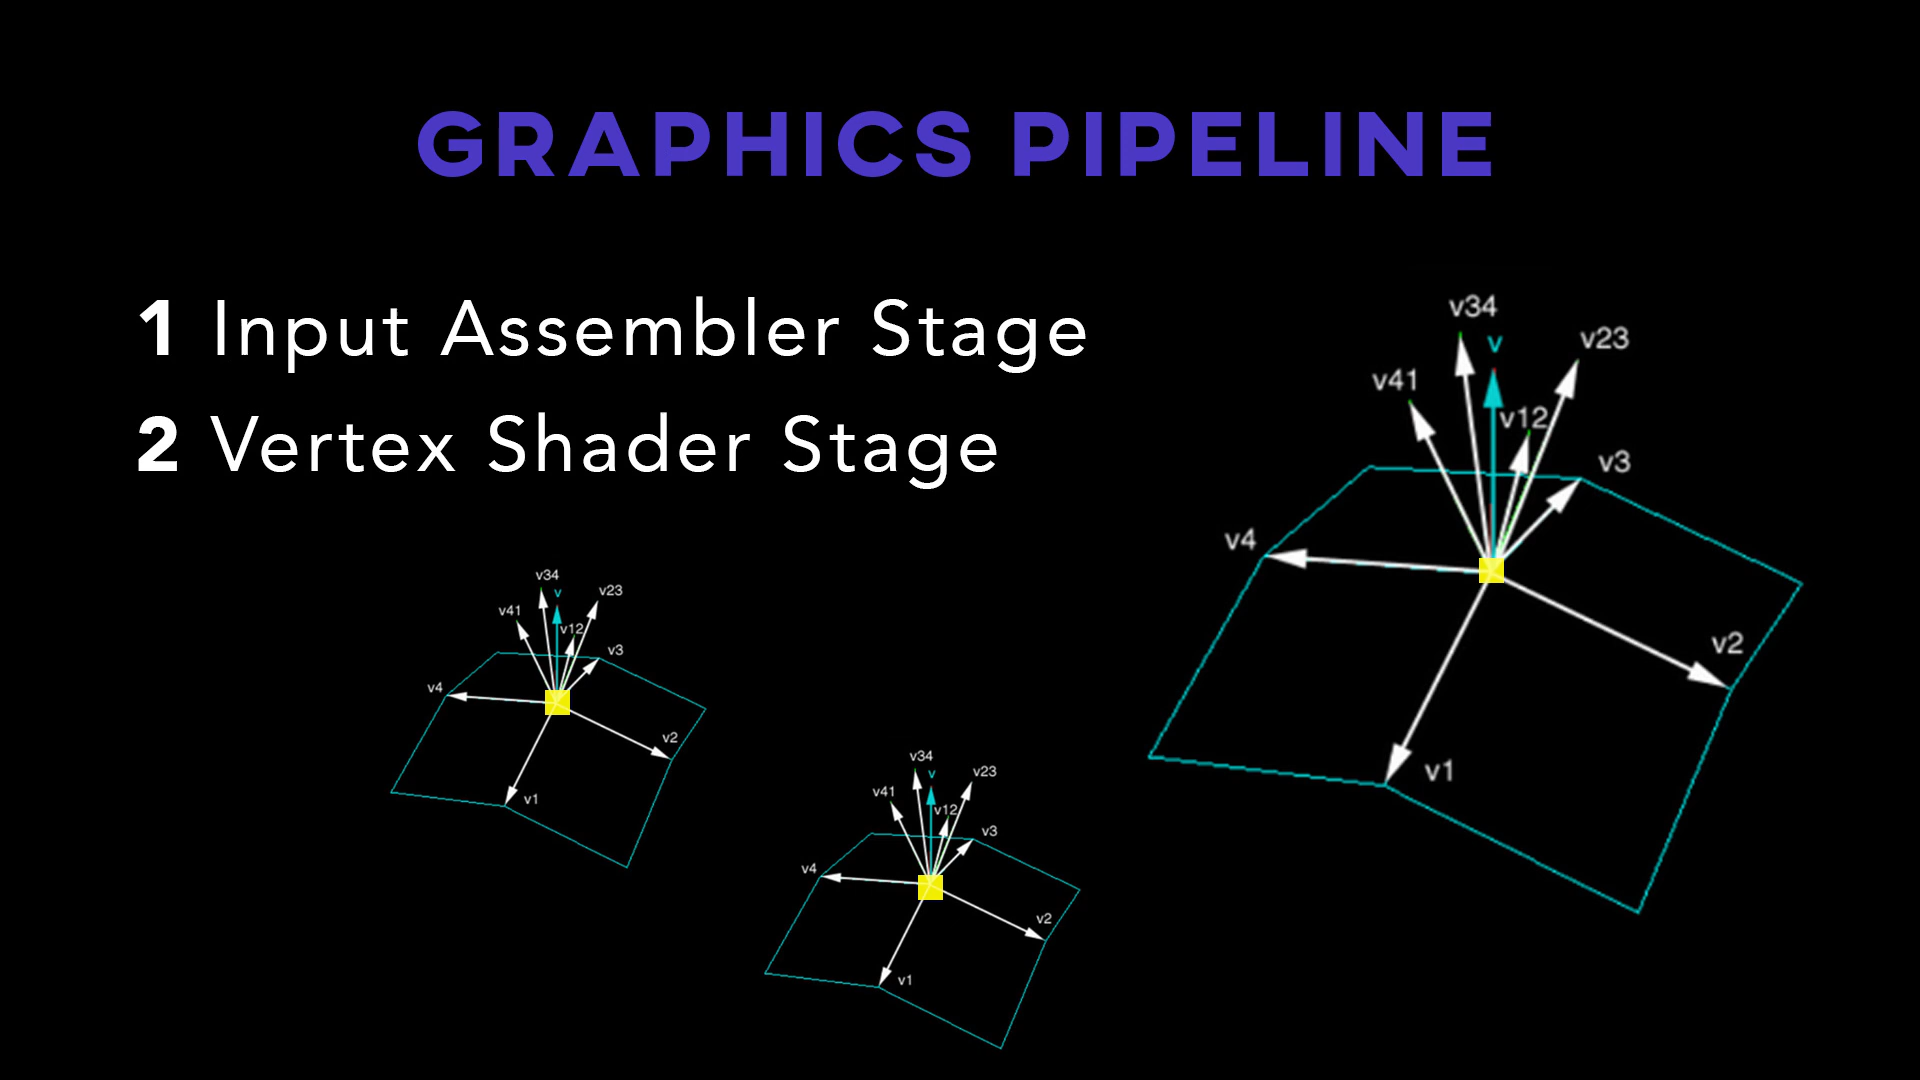 GRAPHICS PIPELINE
1 Input Assembler Stage
2 Vertex Shader Stage
v34
v
v23
v41
v12
v3
v4
v2
v1
v34
v
v23
v41
v12
v3
v4
v2
v1
v34
v
v23
v41
v12
v3
v4
v2
v1